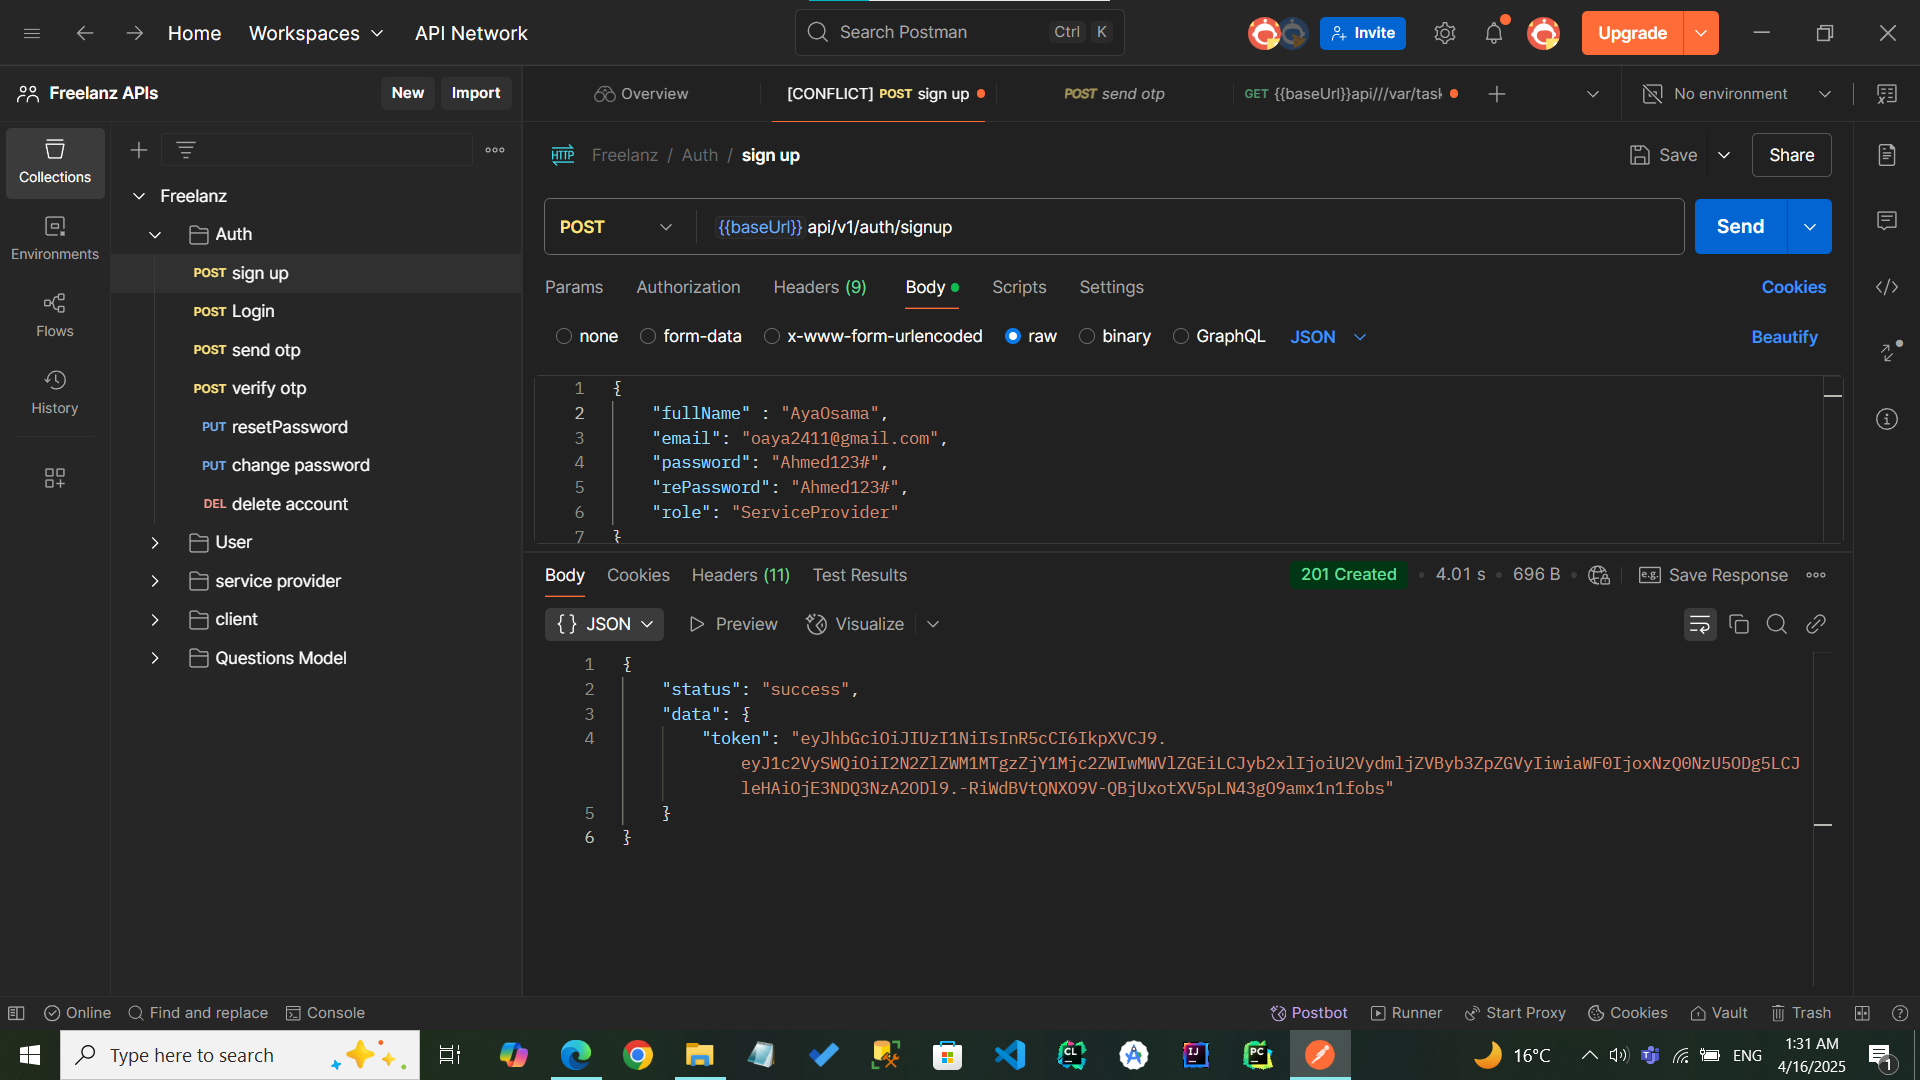 Home
Workspaces
API Network
Search Postman
Ctrl
K
Invite
Upgrade
Freelanz APIs
New
Import
Overview
[CONFLICT] POST sign up
POST send otp
GET {{baseUrl}}api///var/task
No environment
Collections
Environments
Flows
History
Freelanz
Auth
POST sign up
POST Login
POST send otp
POST verify otp
PUT resetPassword
PUT change password
DEL delete account
User
service provider
client
Questions Model
HTTP
Freelanz / Auth / sign up
Save
Share
POST
{{baseUrl}} api/v1/auth/signup
Send
Params
Authorization
Headers (9)
Body
Scripts
Settings
Cookies
none
form-data
x-www-form-urlencoded
raw
binary
GraphQL
JSON
Beautify
1 {
2 "fullName" : "AyaOsama",
3 "email": "oaya2411@gmail.com",
4 "password": "Ahmed123#",
5 "rePassword": "Ahmed123#",
6 "role": "ServiceProvider"
7 }
Body
Cookies
Headers (11)
Test Results
201 Created
4.01 s
696 B
e.g.
Save Response
{} JSON
Preview
Visualize
1 {
2 "status": "success",
3 "data": {
4 "token": "eyJhbGciOiJIUzI1NiIsInR5cCI6IkpXVCJ9.
eyJ1c2VySWQiOiI2N2ZlZWM1MTgzZjY1Mjc2ZWIwMWVlZGEiLCJyb2xlIjoiU2VydmljZVByb3ZpZGVyIiwiaWF0IjoxNzQ0NzU5ODg5LCJ
leHAiOjE3NDQ3NzA2ODl9.-RiWdBVtQNXO9V-QBjUxotXV5pLN43gO9amx1n1fobs"
5 }
6 }
Online
Find and replace
Console
Postbot
Runner
Start Proxy
Cookies
Vault
Trash
Type here to search
CL
IJ
PC
16°C
ENG
1:31 AM
4/16/2025
1